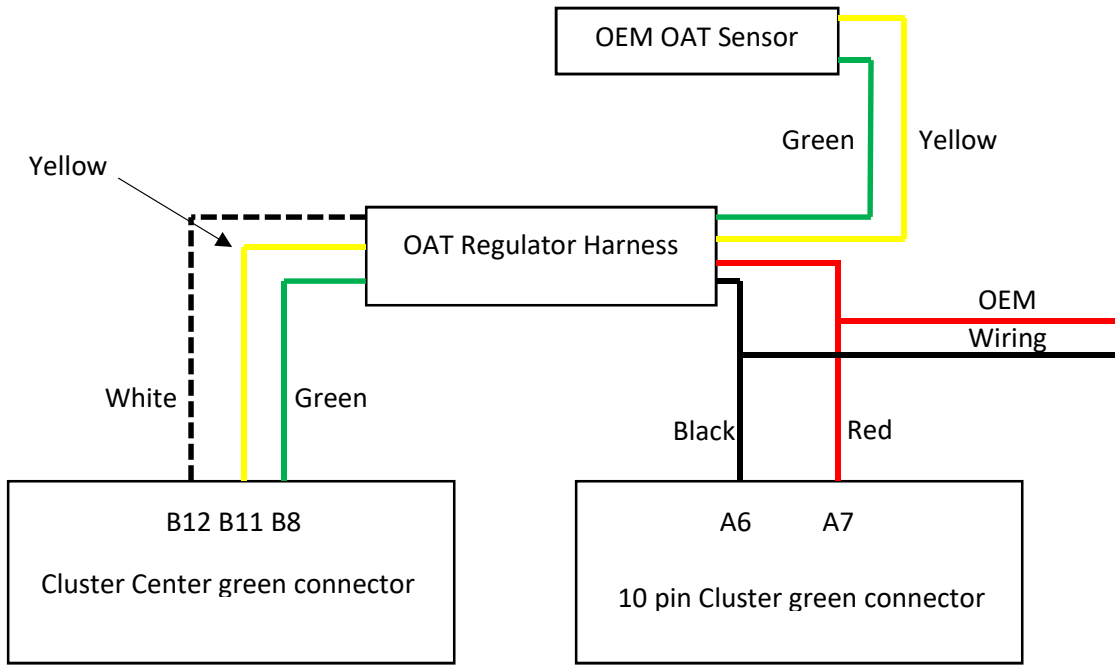 OEM OAT Sensor
Green
Yellow
Yellow
OAT Regulator Harness
OEM
Wiring
White
Green
Black
Red
B12 B11 B8
A6
A7
Cluster Center green connector
10 pin Cluster green connector